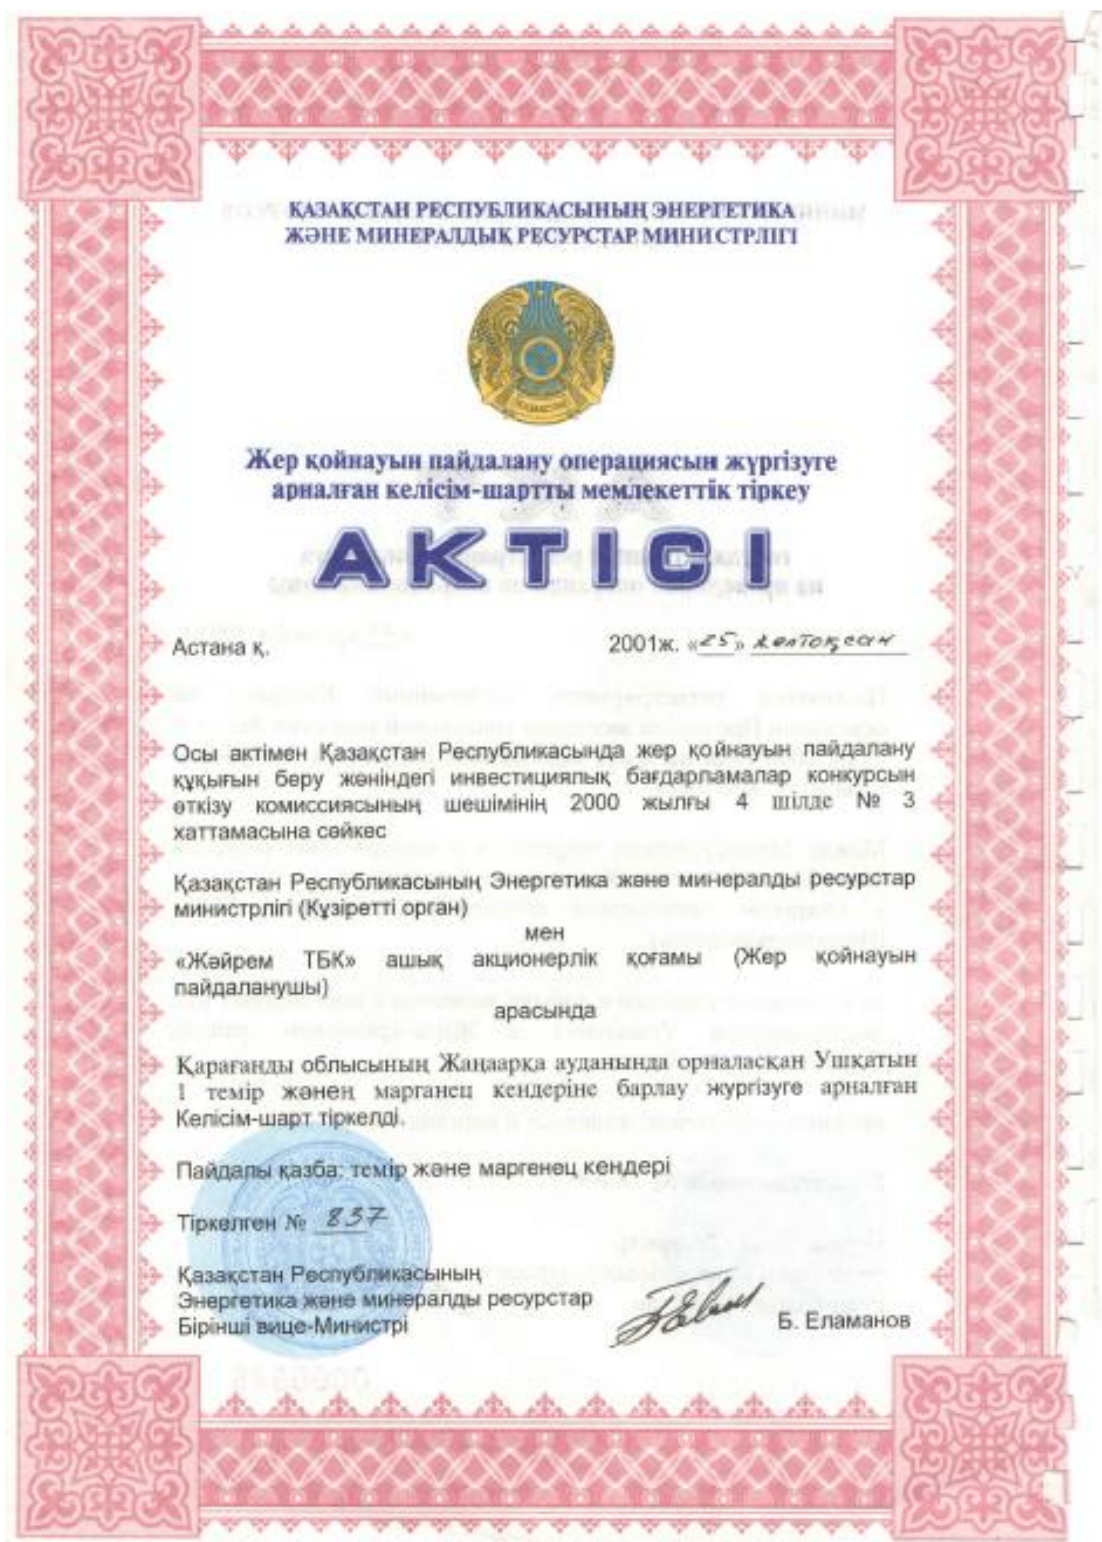 ҚАЗАҚСТАН РЕСПУБЛИКАСЫНЫҢ ЭНЕРГЕТИКА
ЖӘНЕ МИНЕРАЛДЫҚ РЕСУРСТАР МИНИСТРЛІГІ
Жер қойнауын пайдалану операциясын жүргізуге
арналған келісім-шартты мемлекеттік тіркеу
АКТІСІ
Астана қ.
2001ж. «25» желтоқсан
Осы актімен Қазақстан Республикасында жер қойнауын пайдалану
құқығын беру жөніндегі инвестициялық бағдарламалар конкурсын
өткізу комиссиясының шешімінің 2000 жылғы 4 шілде № 3
хаттамасына сәйкес
Қазақстан Республикасының Энергетика және минералды ресурстар
министрлігі (Құзіретті орган)
мен
«Жәйрем ТБК» ашық акционерлік қоғамы (Жер қойнауын
пайдаланушы)
арасында
Қарағанды облысының Жаңаарқа ауданында орналасқан Ушқатын
1 темір жәнең марганец кендеріне барлау жүргізуге арналған
Келісім-шарт тіркелді.
Пайдалы қазба: темір және маргенец кендері
Тіркелген № 837
Қазақстан Республикасының
Энергетика және минералды ресурстар
Бірінші вице-Министрі
Б. Еламанов